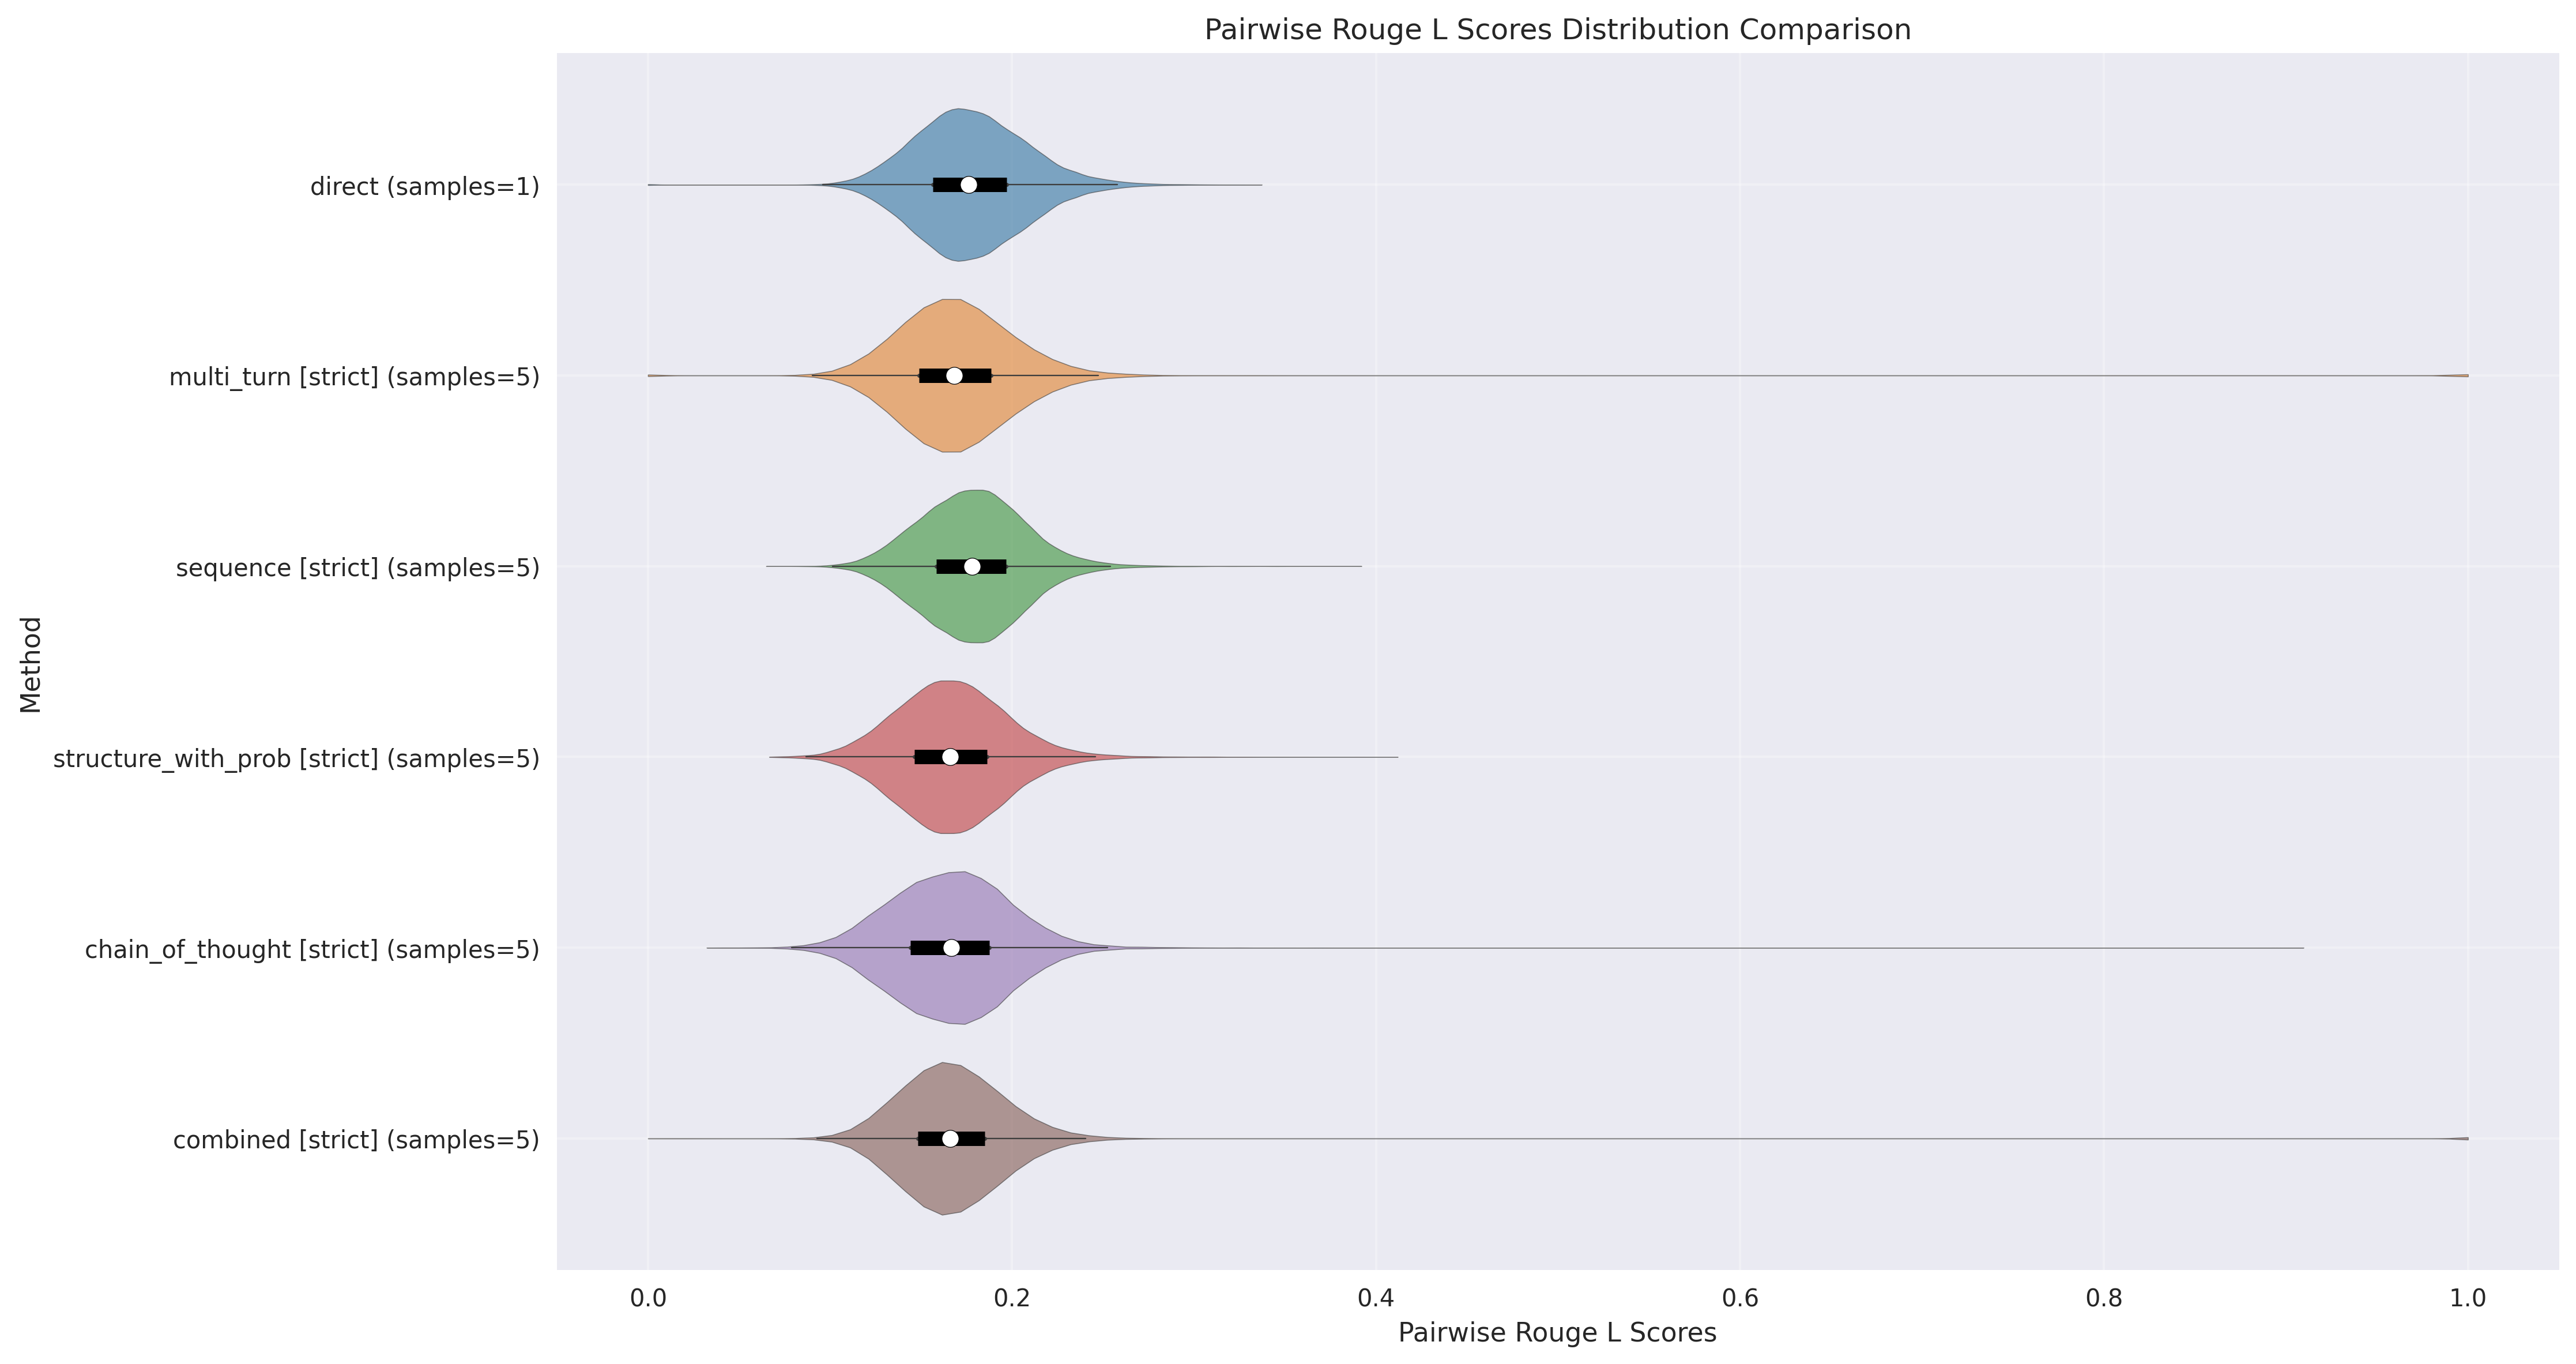 Pairwise Rouge L Scores Distribution Comparison
direct (samples=1)
multi_turn [strict] (samples=5)
sequence [strict] (samples=5)
structure_with_prob [strict] (samples=5)
chain_of_thought [strict] (samples=5)
combined [strict] (samples=5)
Method
0.0 0.2 0.4 0.6 0.8 1.0
Pairwise Rouge L Scores